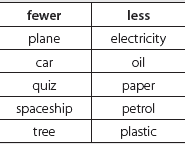 fewer less
plane electricity
car oil
quiz paper
spaceship petrol
tree plastic